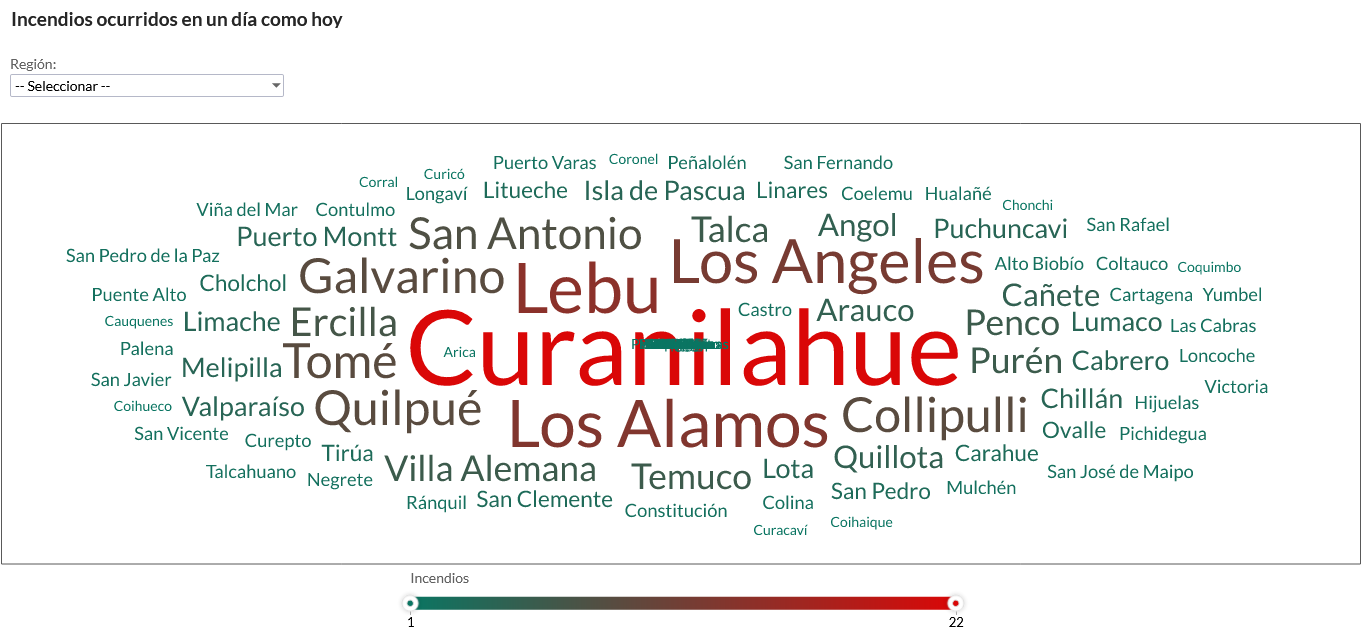 Incendios ocurridos en un día como hoy
Región:
-- Seleccionar --
Puerto Varas
Coronel
Peñalolén
San Fernando
Curicó
Corral
Longaví
Litueche
Isla de Pascua
Linares
Coelemu
Hualañé
Chonchi
Viña del Mar
Contulmo
Puerto Montt
San Antonio
Talca
Angol
Puchuncavi
San Rafael
San Pedro de la Paz
Cholchol
Galvarino
Lebu
Los Angeles
Alto Biobío
Coltauco
Coquimbo
Puente Alto
Castro
Arauco
Cañete
Cartagena
Yumbel
Cauquenes
Limache
Ercilla
Curanilahue
Penco
Lumaco
Las Cabras
Palena
Melipilla
Tomé
Arica
Purén
Cabrero
Loncoche
San Javier
Victoria
Coihueco
Valparaíso
Quilpué
Los Alamos
Collipulli
Chillán
Hijuelas
San Vicente
Curepto
Tirúa
Ovalle
Pichidegua
Talcahuano
Negrete
Villa Alemana
Temuco
Lota
Quillota
Carahue
San José de Maipo
Ránquil
San Clemente
Constitución
Colina
San Pedro
Mulchén
Curacaví
Coihaique
Incendios
1
22